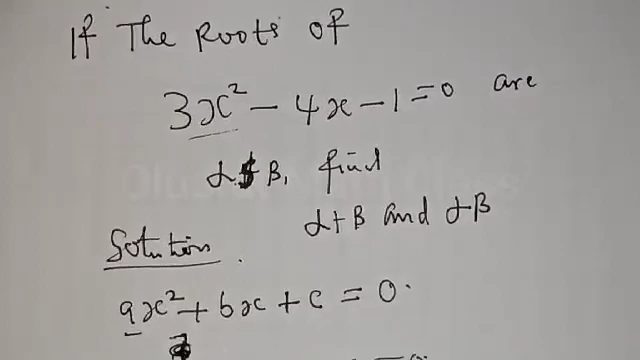 If The Roots OF
3x² - 4x - 1 = 0 are
α & β, find
α+β and αβ
Solution.
ax² + bx + c = 0.